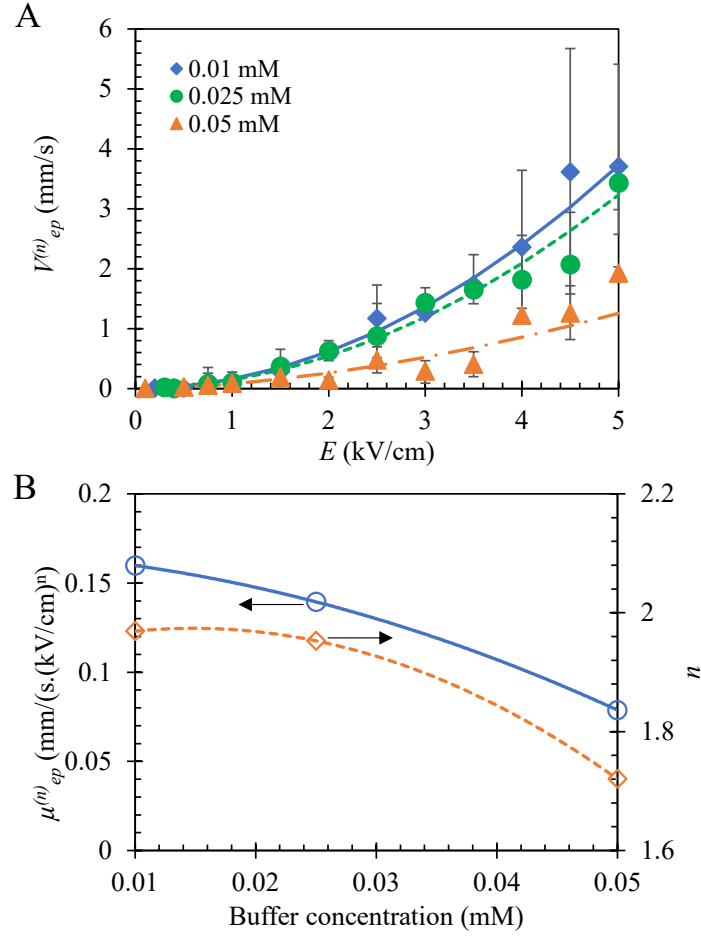 A
6
5
4
3
2
1
0
0.01 mM
0.025 mM
0.05 mM
V(n)ep (mm/s)
0 1 2 3 4 5
E (kV/cm)
B
0.2
0.15
0.1
0.05
0
2.2
2
1.8
1.6
μ(n)ep (mm/(s.(kV/cm)n)
n
0.01 0.02 0.03 0.04 0.05
Buffer concentration (mM)